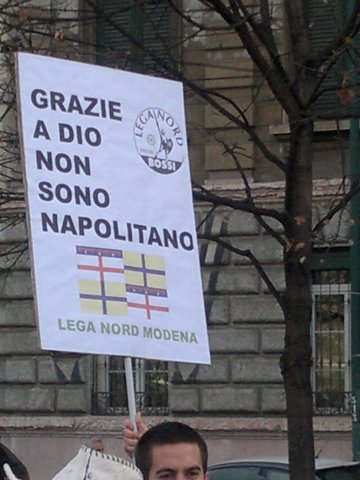 GRAZIE
A DIO
NON
SONO
NAPOLITANO
LEGA NORD
BOSSI
LEGA NORD MODENA